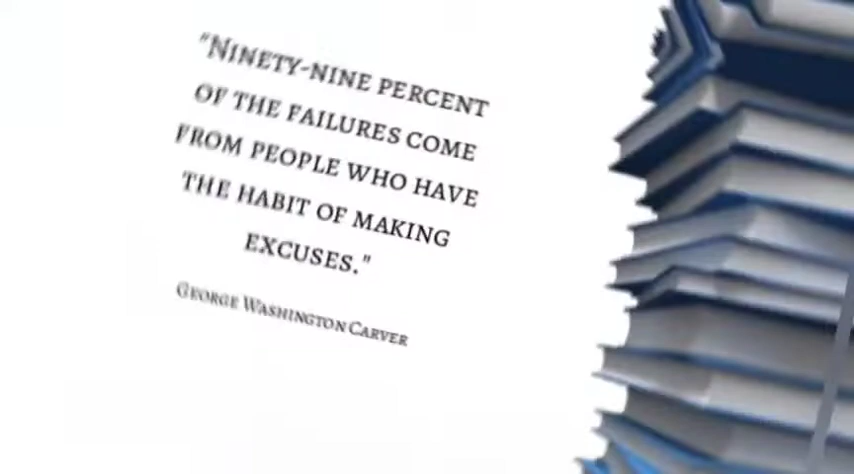 "Ninety-nine percent
of the failures come
from people who have
the habit of making
excuses."
George Washington Carver